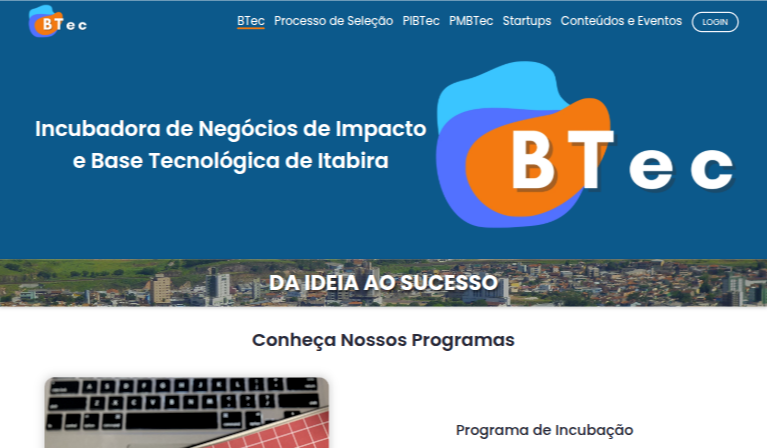 BTec
BTec Processo de Seleção PIBTec PMBTec Startups Conteúdos e Eventos LOGIN
Incubadora de Negócios de Impacto
e Base Tecnológica de Itabira
BTec
DA IDEIA AO SUCESSO
Conheça Nossos Programas
Programa de Incubação